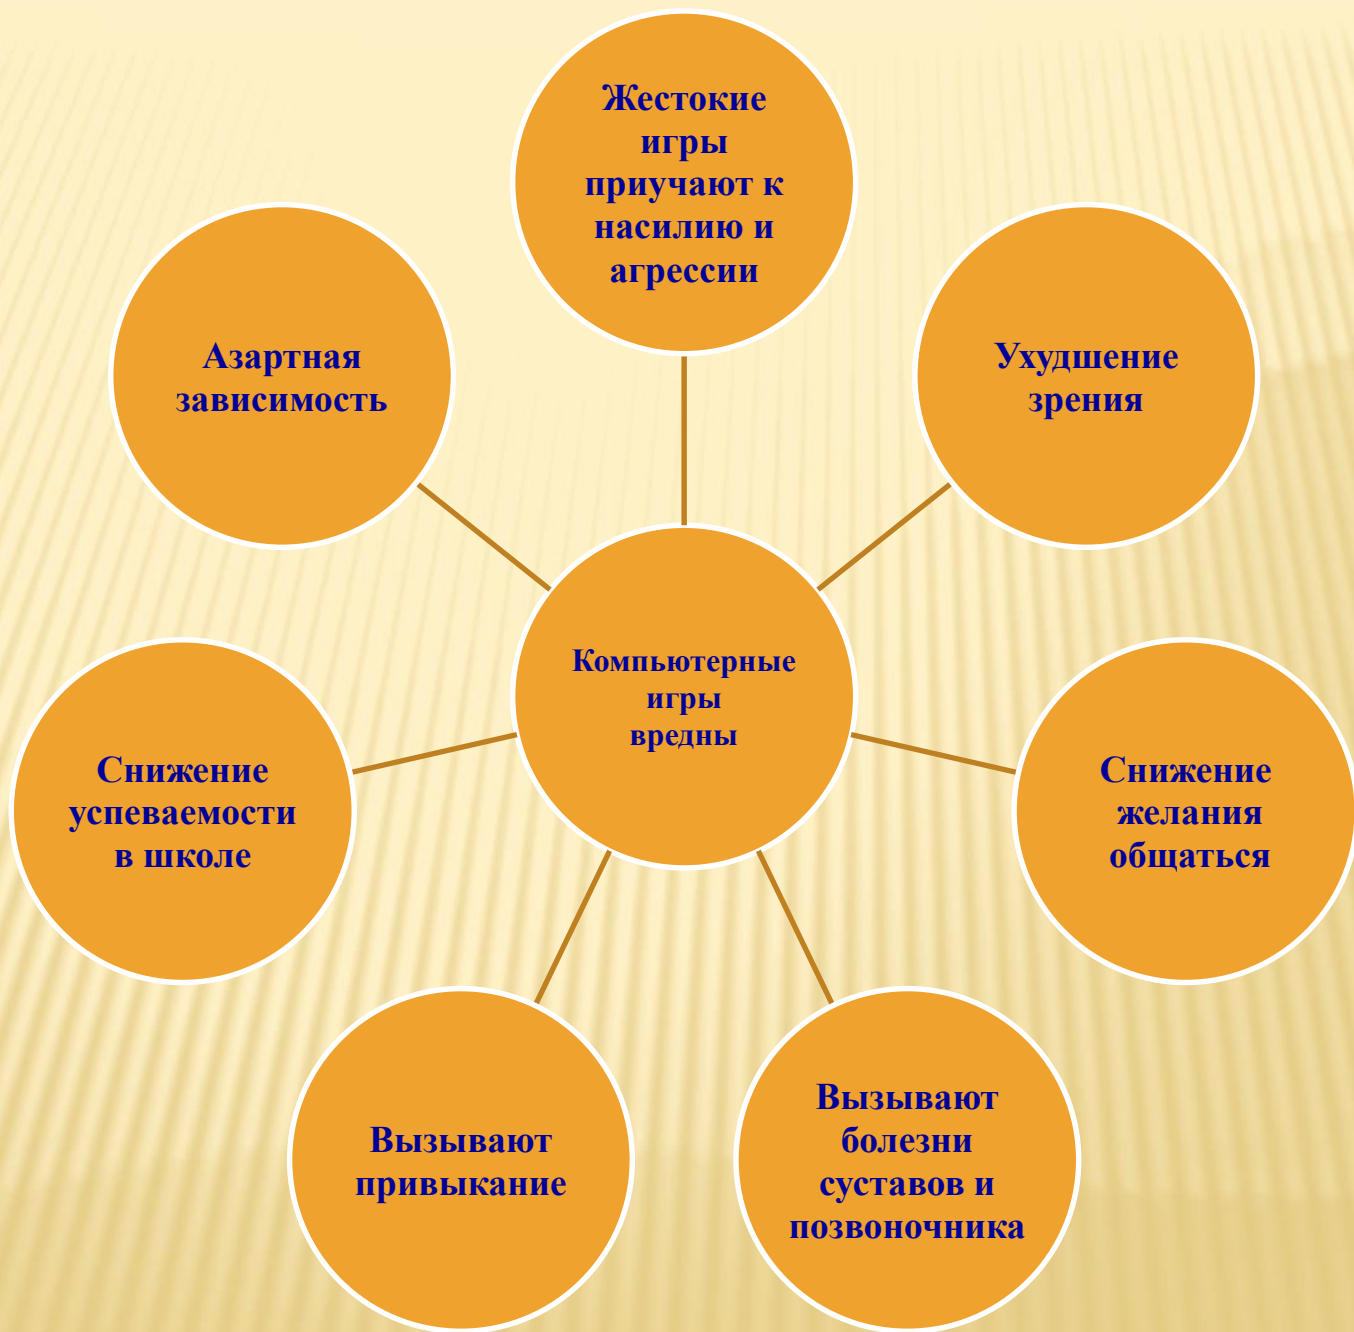 Жестокие
игры
приучают к
насилию и
агрессии
Азартная
зависимость
Ухудшение
зрения
Компьютерные
игры
вредны
Снижение
успеваемости
в школе
Снижение
желания
общаться
Вызывают
привыкание
Вызывают
болезни
суставов и
позвоночника